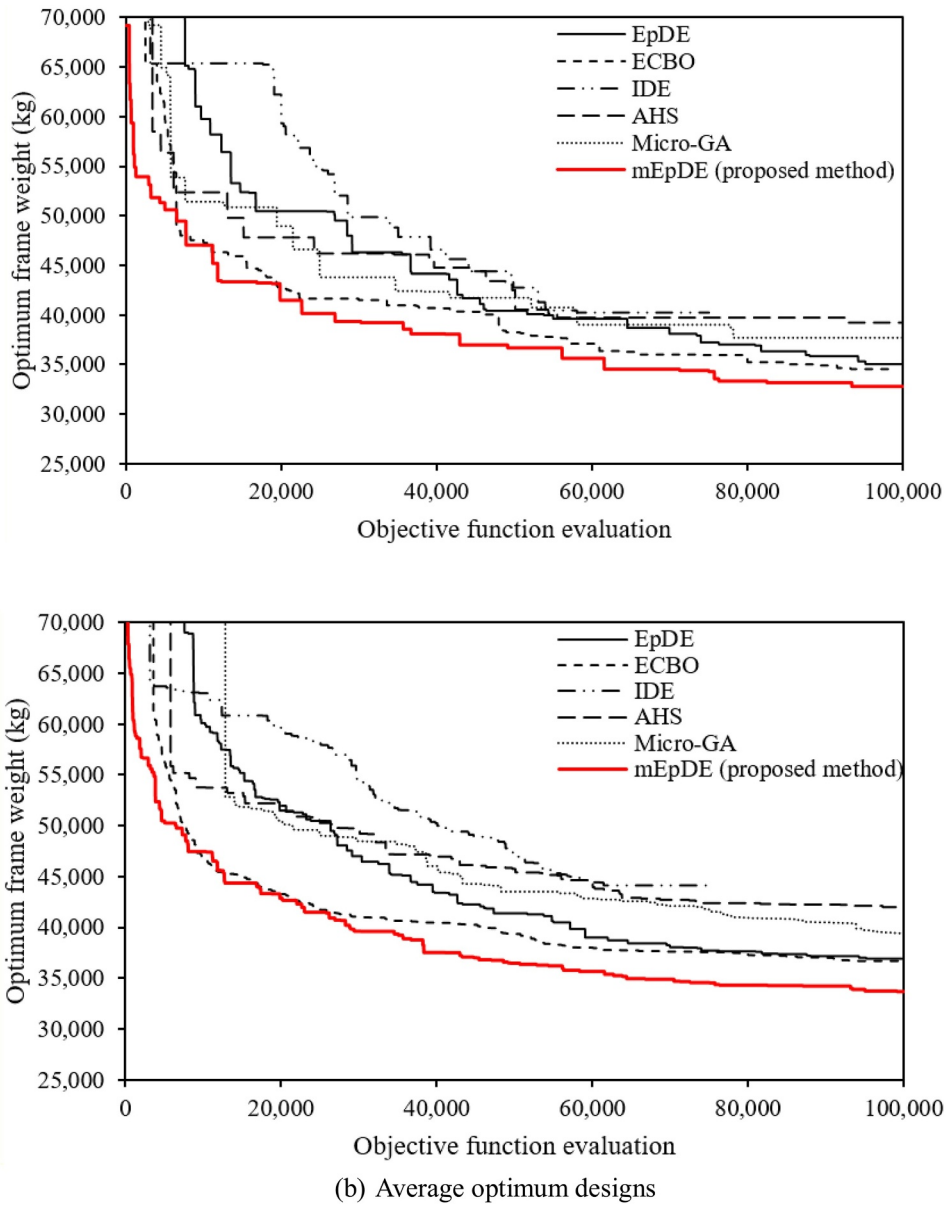 70,000
65,000
60,000
55,000
50,000
45,000
40,000
35,000
30,000
25,000
Optimum frame weight (kg)
EpDE
ECBO
IDE
AHS
Micro-GA
mEpDE (proposed method)
0 20,000 40,000 60,000 80,000 100,000
Objective function evaluation
70,000
65,000
60,000
55,000
50,000
45,000
40,000
35,000
30,000
25,000
Optimum frame weight (kg)
EpDE
ECBO
IDE
AHS
Micro-GA
mEpDE (proposed method)
0 20,000 40,000 60,000 80,000 100,000
Objective function evaluation
(b) Average optimum designs